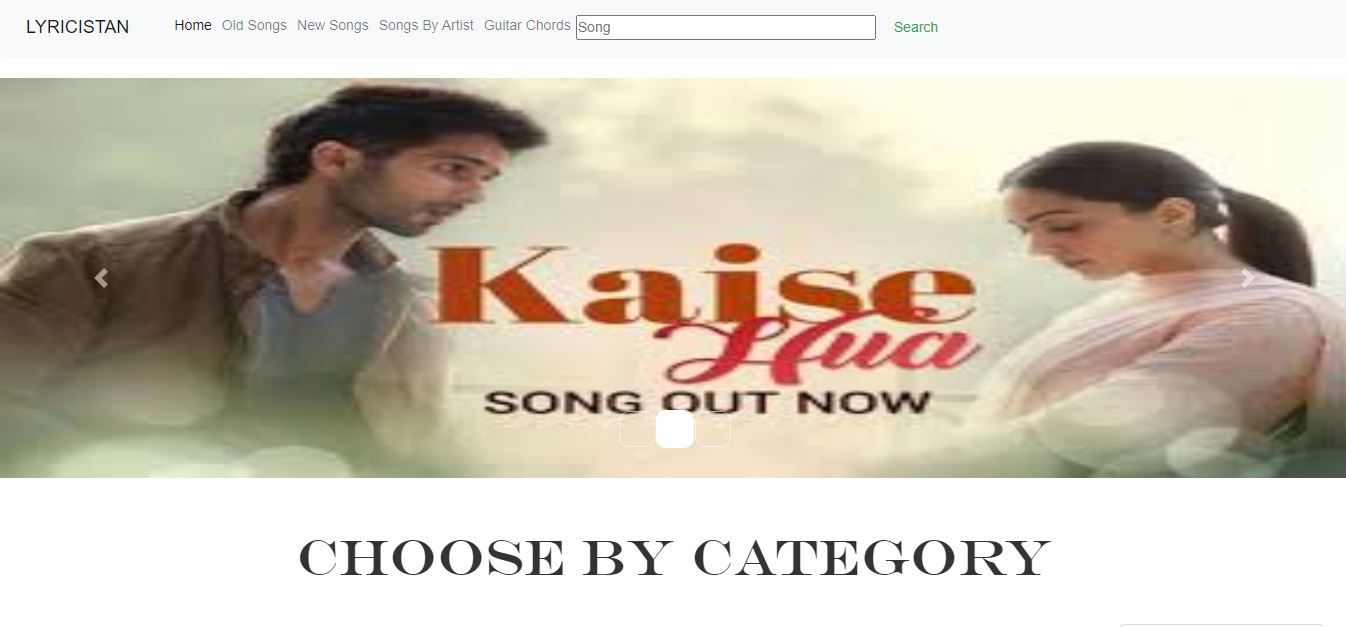 LYRICISTAN Home Old Songs New Songs Songs By Artist Guitar Chords Song Search
Kaise
Hua
SONG OUT NOW
CHOOSE BY CATEGORY